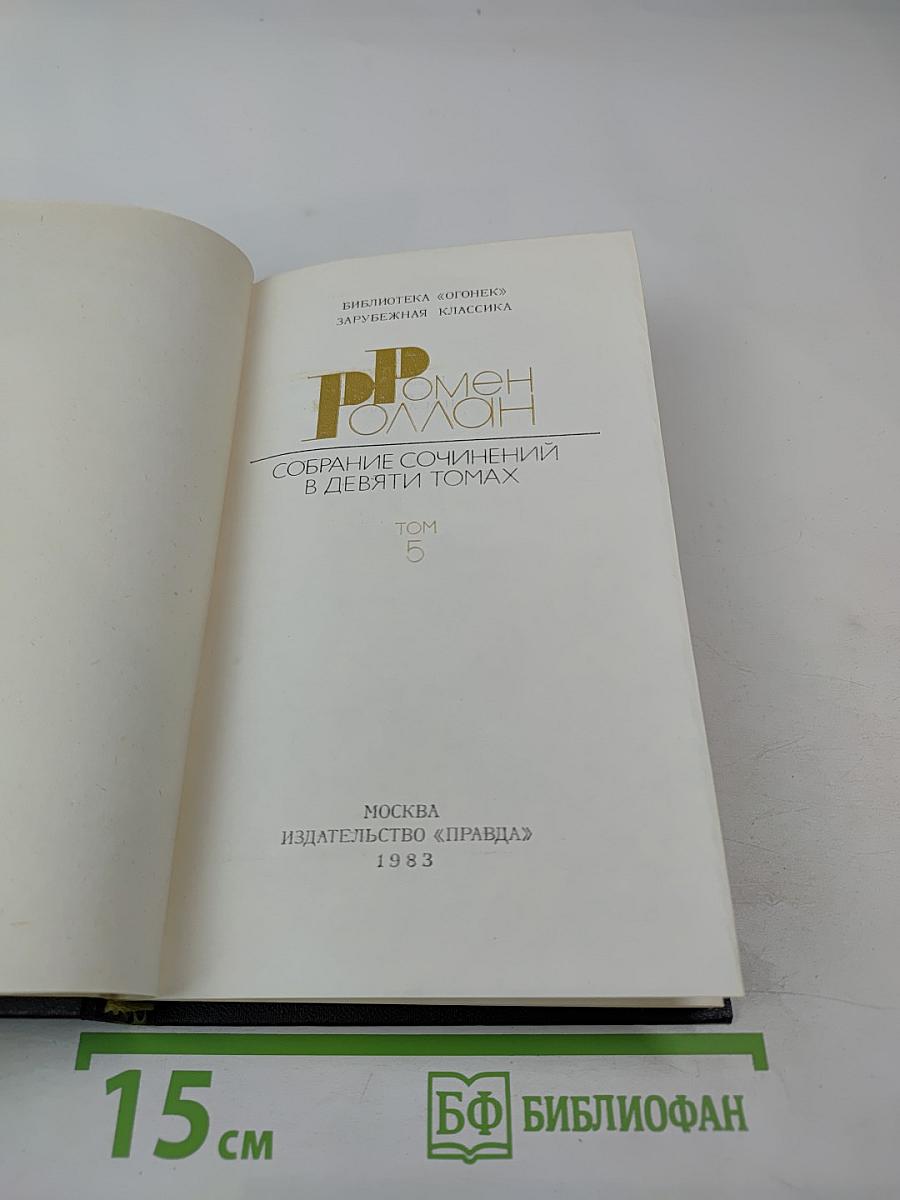 БИБЛИОТЕКА «ОГОНЕК»
ЗАРУБЕЖНАЯ КЛАССИКА
Ромен
Роллан
СОБРАНИЕ СОЧИНЕНИЙ
В ДЕВЯТИ ТОМАХ
ТОМ
5
МОСКВА
ИЗДАТЕЛЬСТВО «ПРАВДА»
1983
15 см
БФ БИБЛИОФАН